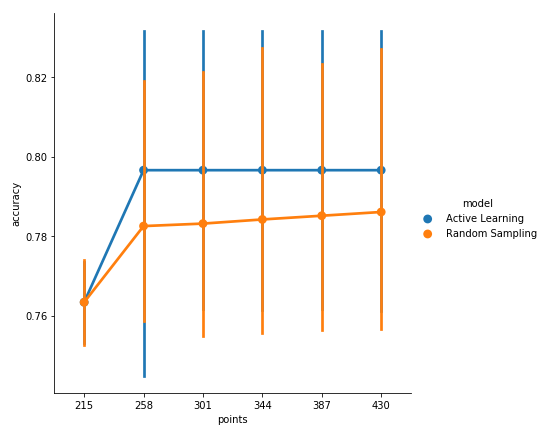 0.82
0.80
0.78
0.76
accuracy
215 258 301 344 387 430
points
model
Active Learning
Random Sampling